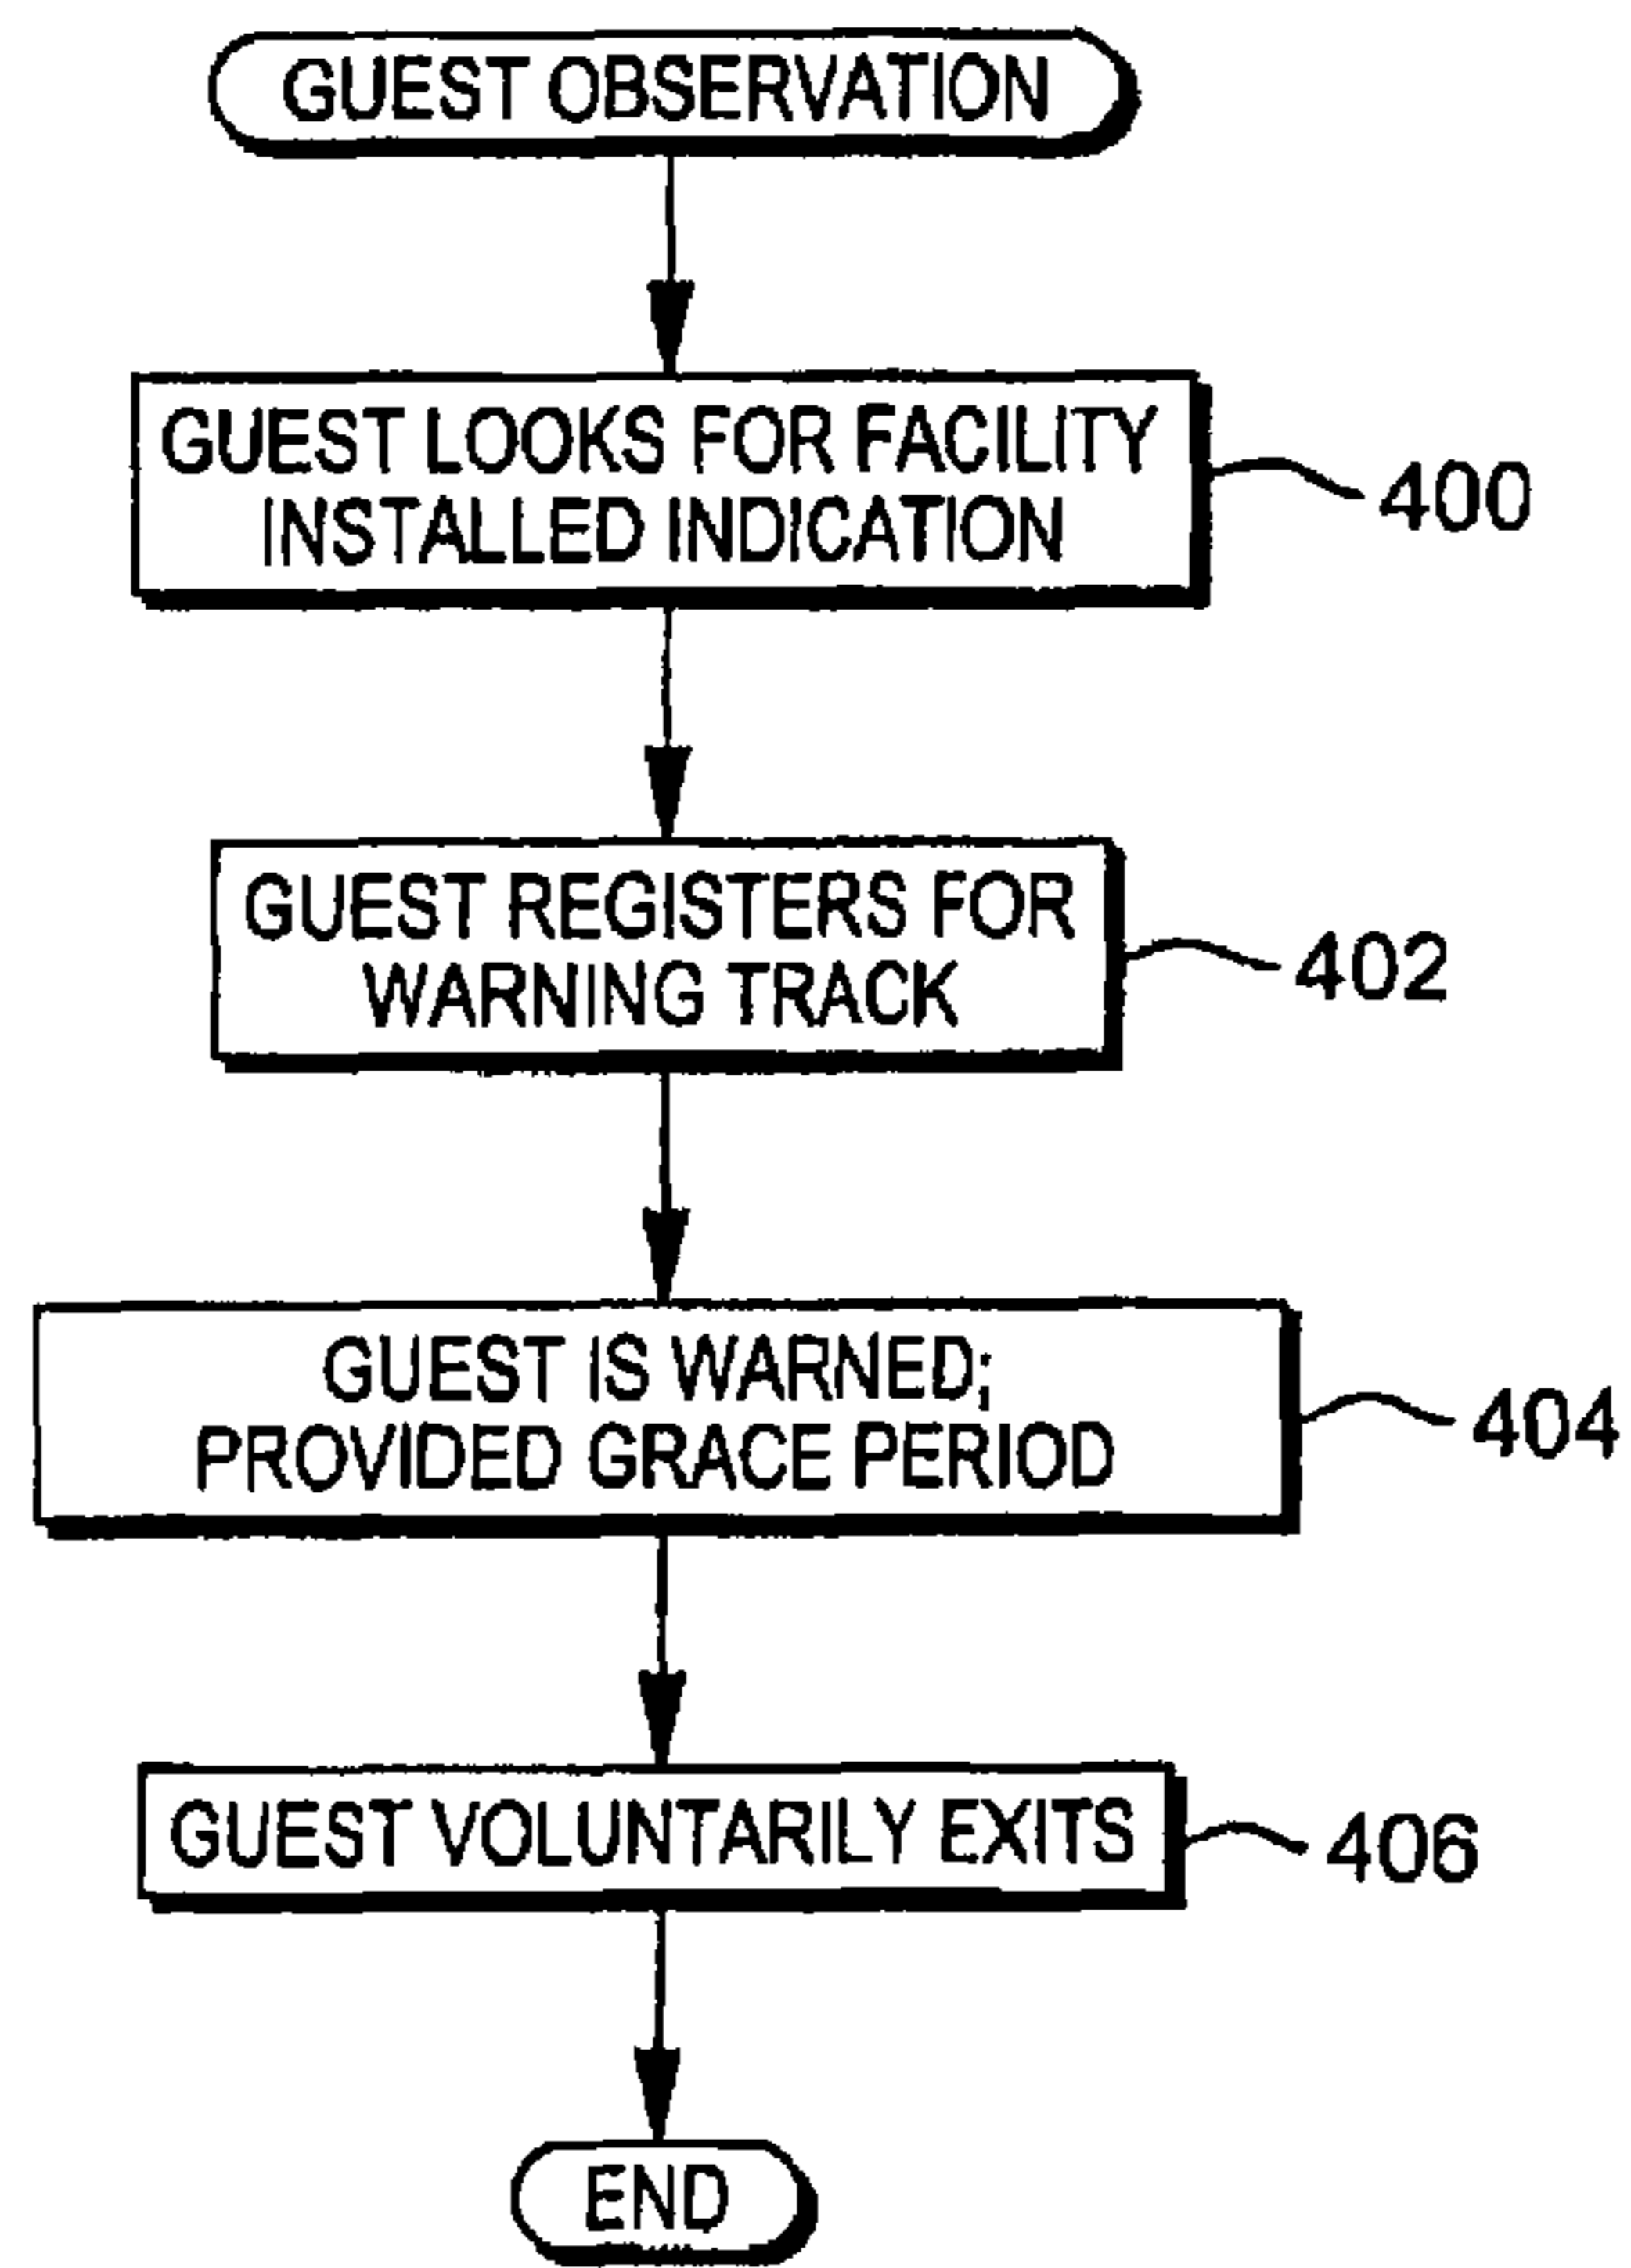 GUEST OBSERVATION
GUEST LOOKS FOR FACILITY
INSTALLED INDICATION
400
GUEST REGISTERS FOR
WARNING TRACK
402
GUEST IS WARNED;
PROVIDED GRACE PERIOD
404
GUEST VOLUNTARILY EXITS
406
END